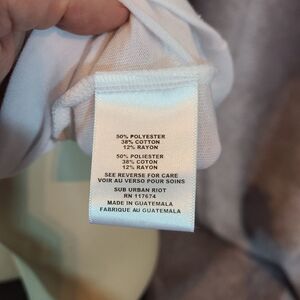 50% POLYESTER
38% COTTON
12% RAYON
50% POLIESTER
38% COTTON
12% RAYON
SEE REVERSE FOR CARE
VOIR AU VERSO POUR SOINS
SUB URBAN RIOT
RN 117674
MADE IN GUATEMALA
FABRIQUE AU GUATEMALA